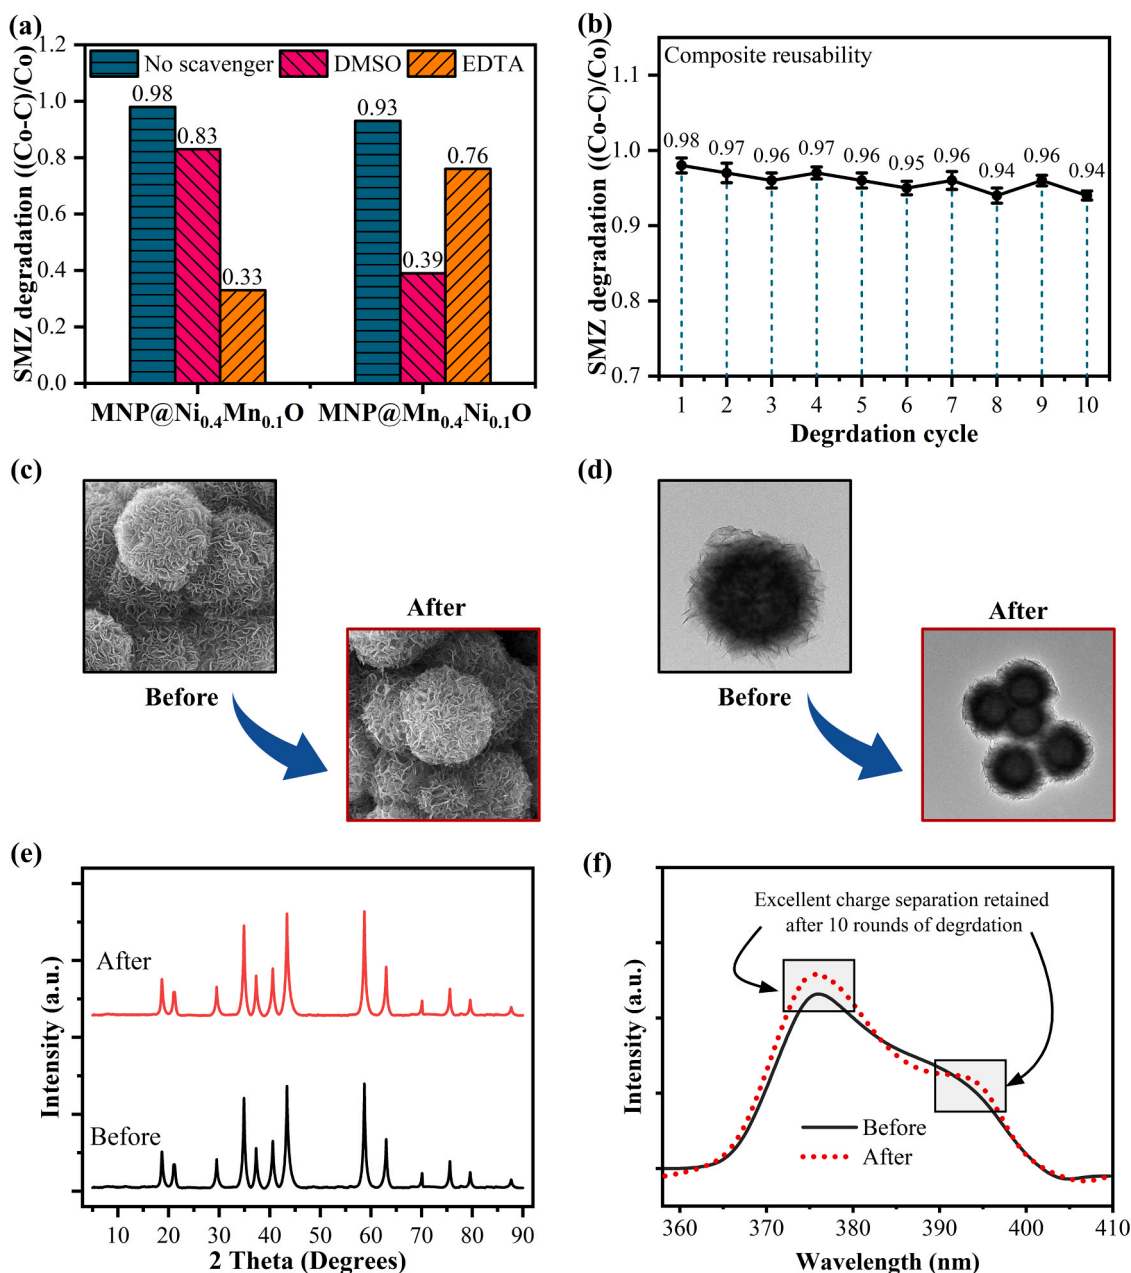 (a)
SMZ degradation ((Co-C)/Co)
1.2
1.0
0.8
0.6
0.4
0.2
0.0
No scavenger
DMSO
EDTA
0.98
0.83
0.33
0.93
0.39
0.76
MNP@Ni0.4Mn0.1O
MNP@Mn0.4Ni0.1O
(b)
SMZ degradation ((Co-C)/Co)
Composite reusability
1.1
1.0
0.9
0.8
0.7
0.98
0.97
0.96
0.97
0.96
0.95
0.96
0.94
0.96
0.94
1 2 3 4 5 6 7 8 9 10
Degrdation cycle
(c)
Before
After
(d)
Before
After
(e)
Intensity (a.u.)
After
Before
10 20 30 40 50 60 70 80 90
2 Theta (Degrees)
(f)
Intensity (a.u.)
Excellent charge separation retained
after 10 rounds of degrdation
Before
After
360 370 380 390 400 410
Wavelength (nm)